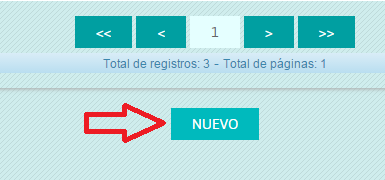 << < 1 > >>
Total de registros: 3 - Total de páginas: 1
NUEVO